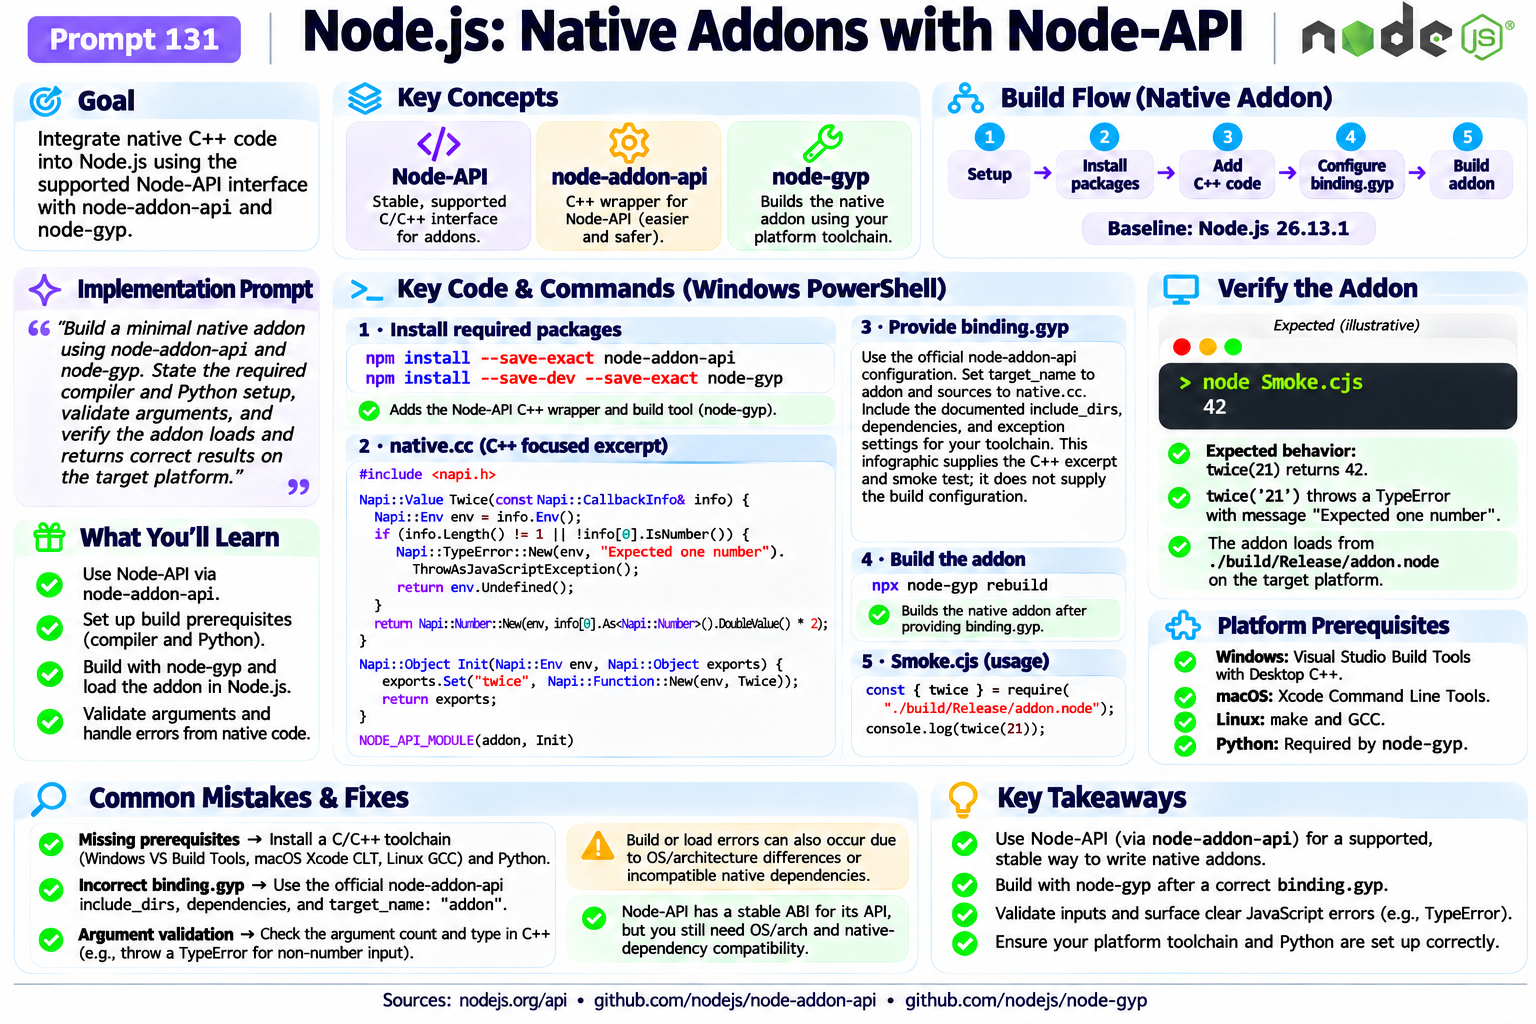 Prompt 131
Node.js: Native Addons with Node-API
node
JS
®
Goal
Integrate native C++ code
into Node.js using the
supported Node-API interface
with node-addon-api and
node-gyp.
Key Concepts
</>
Node-API
Stable, supported
C/C++ interface
for addons.
node-addon-api
C++ wrapper for
Node-API (easier
and safer).
node-gyp
Builds the native
addon using your
platform toolchain.
Build Flow (Native Addon)
1
2
3
4
5
Setup → Install packages → Add C++ code → Configure binding.gyp → Build addon
Baseline: Node.js 26.13.1
Implementation Prompt
“Build a minimal native addon
using node-addon-api and
node-gyp. State the required
compiler and Python setup,
validate arguments, and
verify the addon loads and
returns correct results on
the target platform.”
What You’ll Learn
Use Node-API via
node-addon-api.
Set up build prerequisites
(compiler and Python).
Build with node-gyp and
load the addon in Node.js.
Validate arguments and
handle errors from native code.
>_ Key Code & Commands (Windows PowerShell)
1 · Install required packages
npm install --save-exact node-addon-api
npm install --save-dev --save-exact node-gyp
Adds the Node-API C++ wrapper and build tool (node-gyp).
2 · native.cc (C++ focused excerpt)
#include <napi.h>
Napi::Value Twice(const Napi::CallbackInfo& info) {
Napi::Env env = info.Env();
if (info.Length() != 1 || !info[0].IsNumber()) {
Napi::TypeError::New(env, "Expected one number").
ThrowAsJavaScriptException();
return env.Undefined();
}
return Napi::Number::New(env, info[0].As<Napi::Number>().DoubleValue() * 2);
}
Napi::Object Init(Napi::Env env, Napi::Object exports) {
exports.Set("twice", Napi::Function::New(env, Twice));
return exports;
}
NODE_API_MODULE(addon, Init)
3 · Provide binding.gyp
Use the official node-addon-api
configuration. Set target_name to
addon and sources to native.cc.
Include the documented include_dirs,
dependencies, and exception
settings for your toolchain. This
infographic supplies the C++ excerpt
and smoke test; it does not supply
the build configuration.
4 · Build the addon
npx node-gyp rebuild
Builds the native addon after
providing binding.gyp.
5 · Smoke.cjs (usage)
const { twice } = require(
"./build/Release/addon.node");
console.log(twice(21));
Verify the Addon
Expected (illustrative)
> node Smoke.cjs
42
Expected behavior:
twice(21) returns 42.
twice(’21’) throws a TypeError
with message "Expected one number".
The addon loads from
./build/Release/addon.node
on the target platform.
Platform Prerequisites
Windows: Visual Studio Build Tools
with Desktop C++.
macOS: Xcode Command Line Tools.
Linux: make and GCC.
Python: Required by node-gyp.
Common Mistakes & Fixes
Missing prerequisites → Install a C/C++ toolchain
(Windows VS Build Tools, macOS Xcode CLT, Linux GCC) and Python.
Incorrect binding.gyp → Use the official node-addon-api
include_dirs, dependencies, and target_name: "addon".
Argument validation → Check the argument count and type in C++
(e.g., throw a TypeError for non-number input).
Build or load errors can also occur due
to OS/architecture differences or
incompatible native dependencies.
Node-API has a stable ABI for its API,
but you still need OS/arch and native-
dependency compatibility.
Key Takeaways
Use Node-API (via node-addon-api) for a supported,
stable way to write native addons.
Build with node-gyp after a correct binding.gyp.
Validate inputs and surface clear JavaScript errors (e.g., TypeError).
Ensure your platform toolchain and Python are set up correctly.
Sources: nodejs.org/api • github.com/nodejs/node-addon-api • github.com/nodejs/node-gyp